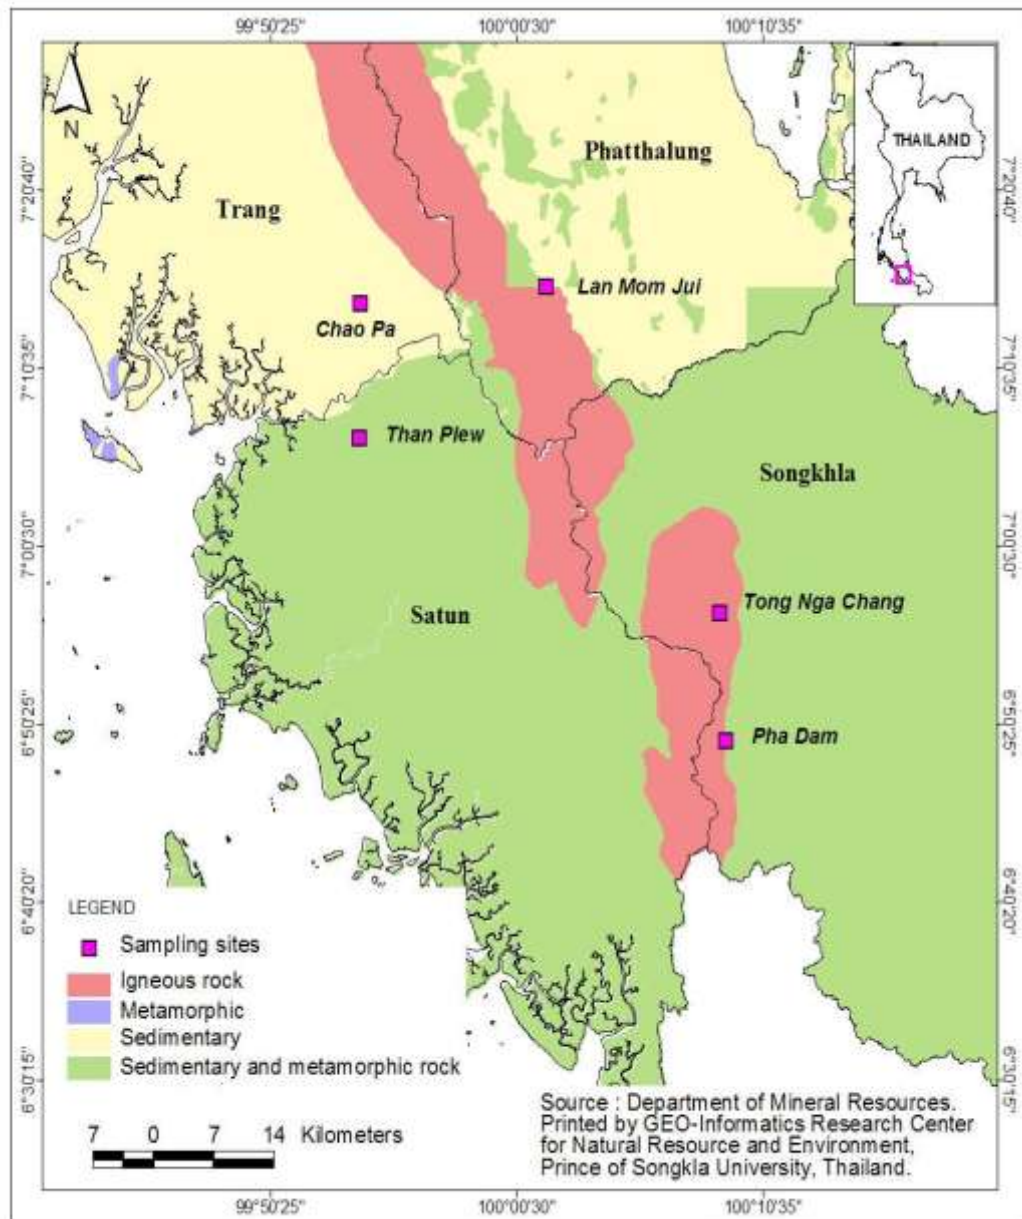 99°50'25"
100°00'30"
100°10'35"
N
THAILAND
Phatthalung
Trang
7°20'40"
7°20'40"
Lan Mom Jui
Chao Pa
7°10'35"
7°10'35"
Than Plew
Songkhla
7°00'30"
7°00'30"
Tong Nga Chang
Satun
6°50'25"
6°50'25"
Pha Dam
6°40'20"
6°40'20"
LEGEND
Sampling sites
Igneous rock
Metamorphic
Sedimentary
Sedimentary and metamorphic rock
6°30'15"
6°30'15"
7 0 7 14 Kilometers
Source : Department of Mineral Resources.
Printed by GEO-Informatics Research Center
for Natural Resource and Environment,
Prince of Songkla University, Thailand.
99°50'25"
100°00'30"
100°10'35"